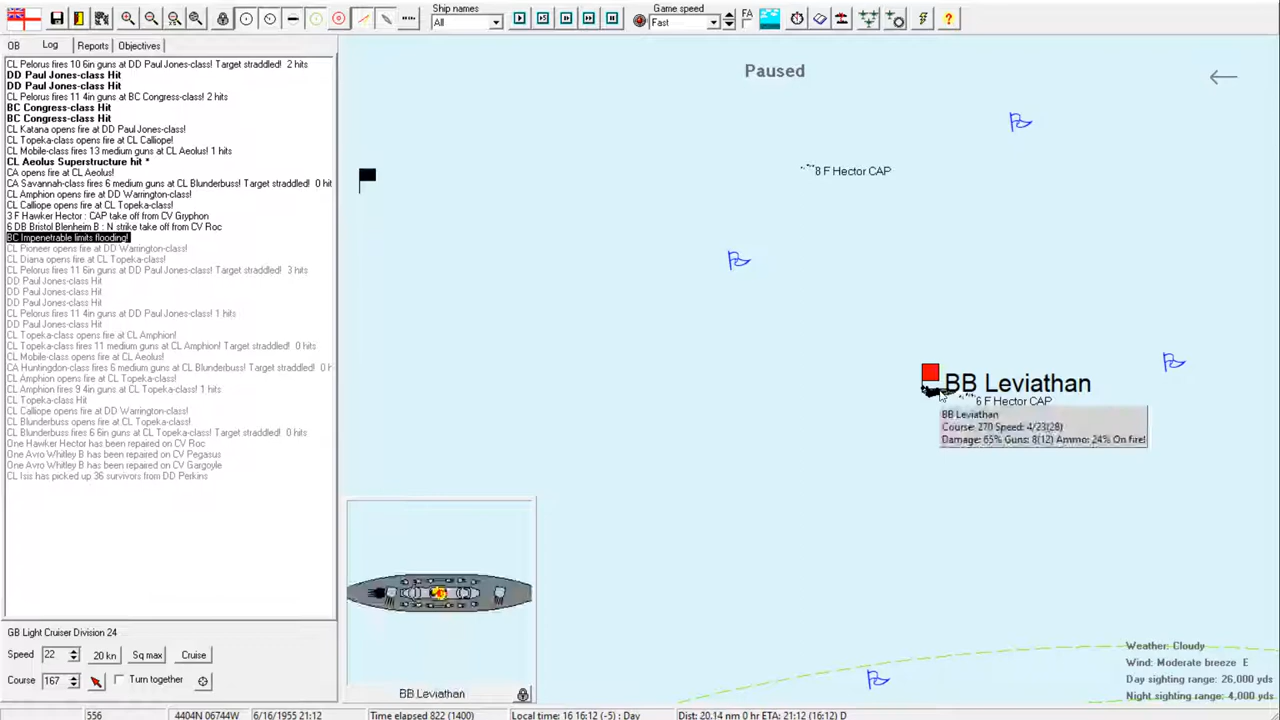 Ship names
All
Game speed
Fast
FA
OB Log Reports Objectives
CL Pelorus fires 10 6in guns at DD Paul Jones-class! Target straddled! 2 hits
DD Paul Jones-class Hit
DD Paul Jones-class Hit
CL Pelorus fires 11 4in guns at BC Congress-class! 2 hits
BC Congress-class Hit
BC Congress-class Hit
CL Katana opens fire at DD Paul Jones-class!
CL Topeka-class opens fire at CL Calliope!
CL Mobile-class fires 13 medium guns at CL Aeolus! 1 hits
CL Aeolus Superstructure hit *
CA opens fire at CL Aeolus!
CA Savannah-class fires 6 medium guns at CL Blunderbuss! Target straddled! 0 hit
CL Amphion opens fire at DD Warrington-class!
CL Calliope opens fire at CL Topeka-class!
3 F Hawker Hector : CAP take off from CV Gryphon
6 DB Bristol Blenheim B : N strike take off from CV Roc
BC Impenetrable limits flooding!
CL Pioneer opens fire at DD Warrington-class!
CL Diana opens fire at CL Topeka-class!
CL Pelorus fires 11 6in guns at DD Paul Jones-class! Target straddled! 3 hits
DD Paul Jones-class Hit
DD Paul Jones-class Hit
DD Paul Jones-class Hit
CL Pelorus fires 11 4in guns at DD Paul Jones-class! 1 hits
DD Paul Jones-class Hit
CL Topeka-class opens fire at CL Amphion!
CL Topeka-class fires 11 medium guns at CL Amphion! Target straddled! 0 hits
CL Mobile-class opens fire at CL Aeolus!
CA Huntingdon-class fires 6 medium guns at CL Blunderbuss! Target straddled! 0 h
CL Amphion opens fire at CL Topeka-class!
CL Amphion fires 9 4in guns at CL Topeka-class! 1 hits
CL Topeka-class Hit
CL Calliope opens fire at DD Warrington-class!
CL Blunderbuss opens fire at CL Topeka-class!
CL Blunderbuss fires 6 6in guns at CL Topeka-class! Target straddled! 0 hits
One Hawker Hector has been repaired on CV Roc
One Avro Whitley B has been repaired on CV Pegasus
One Avro Whitley B has been repaired on CV Gargoyle
CL Isis has picked up 36 survivors from DD Perkins
Paused
8 F Hector CAP
BB Leviathan
6 F Hector CAP
BB Leviathan
Course: 270 Speed: 4/23(28)
Damage: 65% Guns: 8(12) Ammo: 24% On fire!
BB Leviathan
GB Light Cruiser Division 24
Speed 22 20 kn Sq max Cruise
Course 167 Turn together
Weather: Cloudy
Wind: Moderate breeze E
Day sighting range: 26,000 yds
Night sighting range: 4,000 yds
556 4404N 06744W 6/16/1955 21:12 Time elapsed 822 (1400) Local time: 16 16:12 (-5) : Day Dist: 20.14 nm 0 hr ETA: 21:12 (16:12) D